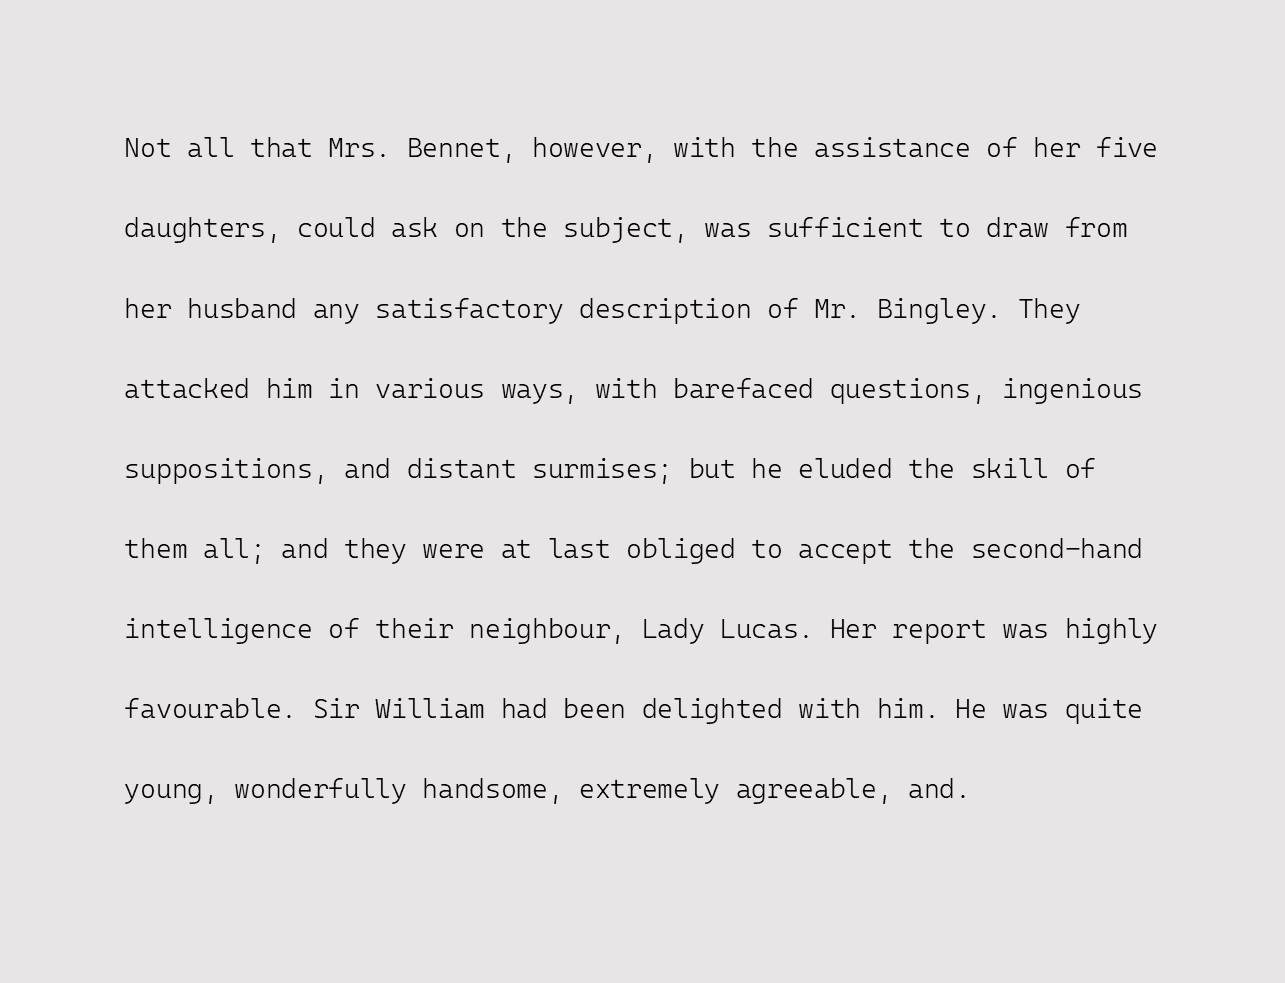 Not all that Mrs. Bennet, however, with the assistance of her five
daughters, could ask on the subject, was sufficient to draw from
her husband any satisfactory description of Mr. Bingley. They
attacked him in various ways, with barefaced questions, ingenious
suppositions, and distant surmises; but he eluded the skill of
them all; and they were at last obliged to accept the second-hand
intelligence of their neighbour, Lady Lucas. Her report was highly
favourable. Sir William had been delighted with him. He was quite
young, wonderfully handsome, extremely agreeable, and.